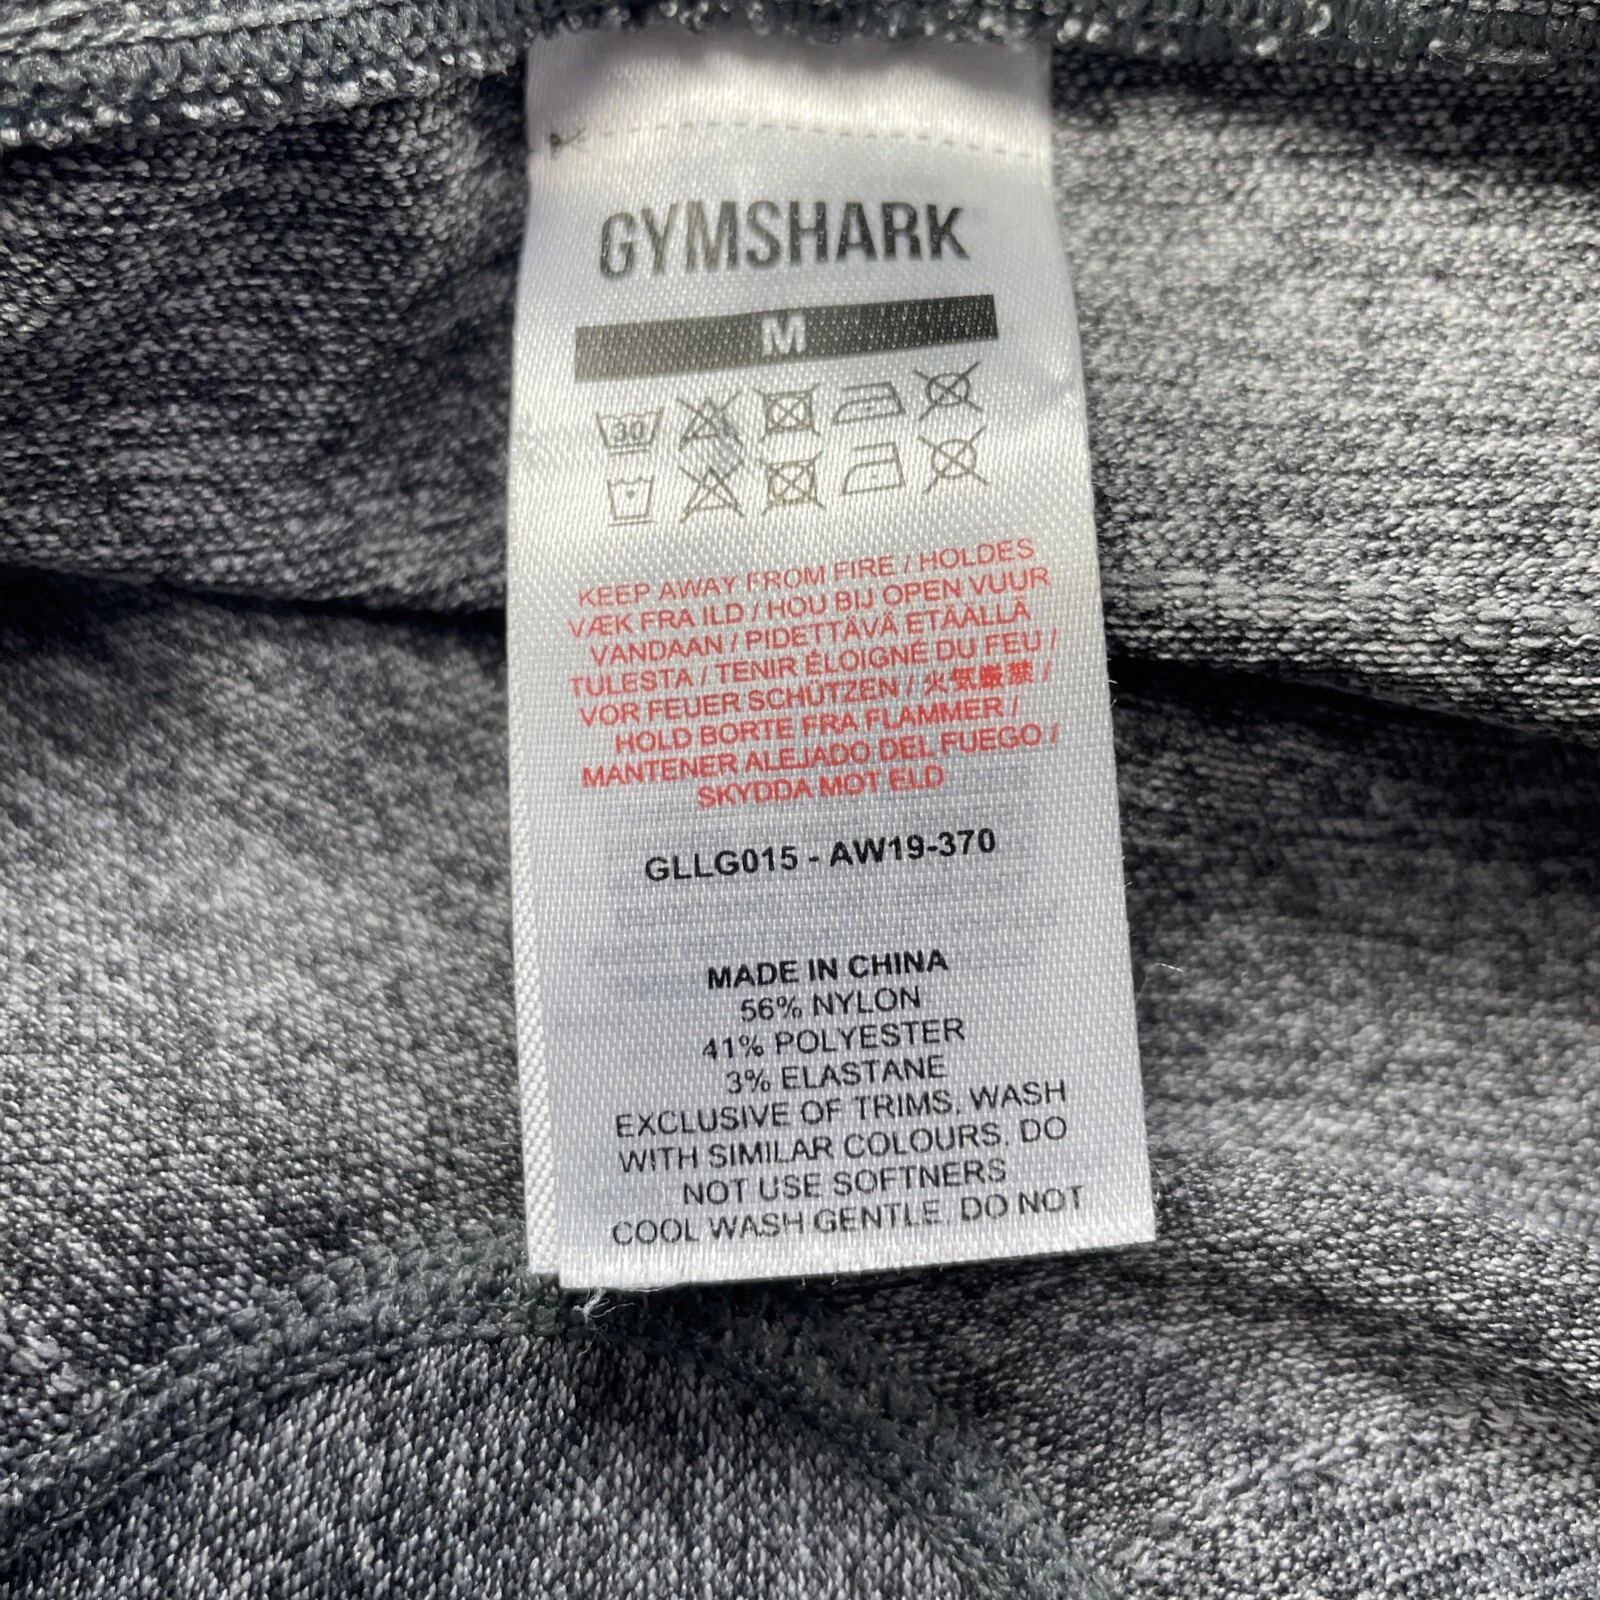 GYMSHARK
M
30
KEEP AWAY FROM FIRE / HOLDES
VÆK FRA ILD / HOU BIJ OPEN VUUR
VANDAAN / PIDETTÄVÄ ETÄÄLLÄ
TULESTA / TENIR ÉLOIGNÉ DU FEU /
VOR FEUER SCHÜTZEN / 火気厳禁 /
HOLD BORTE FRA FLAMMER /
MANTENER ALEJADO DEL FUEGO /
SKYDDA MOT ELD
GLLG015 - AW19-370
MADE IN CHINA
56% NYLON
41% POLYESTER
3% ELASTANE
EXCLUSIVE OF TRIMS. WASH
WITH SIMILAR COLOURS. DO
NOT USE SOFTNERS
COOL WASH GENTLE. DO NOT